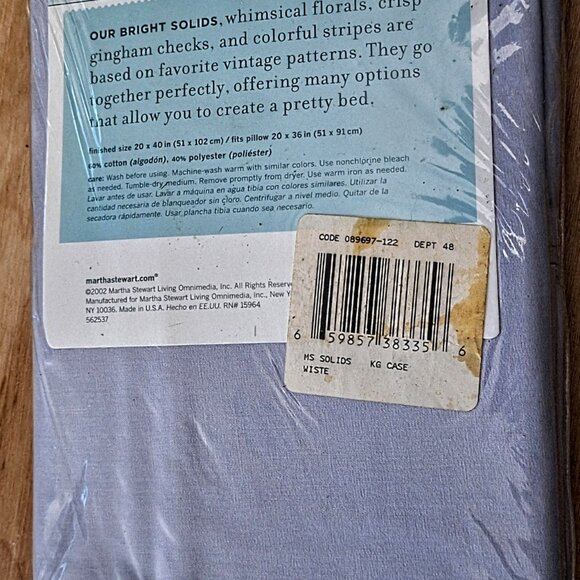 OUR BRIGHT SOLIDS, whimsical florals, crisp
gingham checks, and colorful stripes are
based on favorite vintage patterns. They go
together perfectly, offering many options
that allow you to create a pretty bed.
finished size 20 x 40 in (51 x 102 cm) / fits pillow 20 x 36 in (51 x 91 cm)
60% cotton (algodón), 40% polyester (poliéster)
care: Wash before using. Machine-wash warm with similar colors. Use nonchlorine bleach
as needed. Tumble-dry medium. Remove promptly from dryer. Use warm iron as needed.
Lavar antes de usar. Lavar a máquina en agua tibia con colores similares. Utilizar la
cantidad necesaria de blanqueador sin cloro. Centrifugar a nivel medio. Quitar de la
secadora rápidamente. Usar plancha tibia cuando sea necesario.
marthastewart.com®
©2002 Martha Stewart Living Omnimedia, Inc. All Rights Reserve
Manufactured for Martha Stewart Living Omnimedia, Inc., New Y
NY 10036. Made in U.S.A. Hecho en EE.UU. RN# 15964
562537
CODE 089697-122 DEPT 48
6 59857 38335 6
MS SOLIDS KG CASE
WISTE